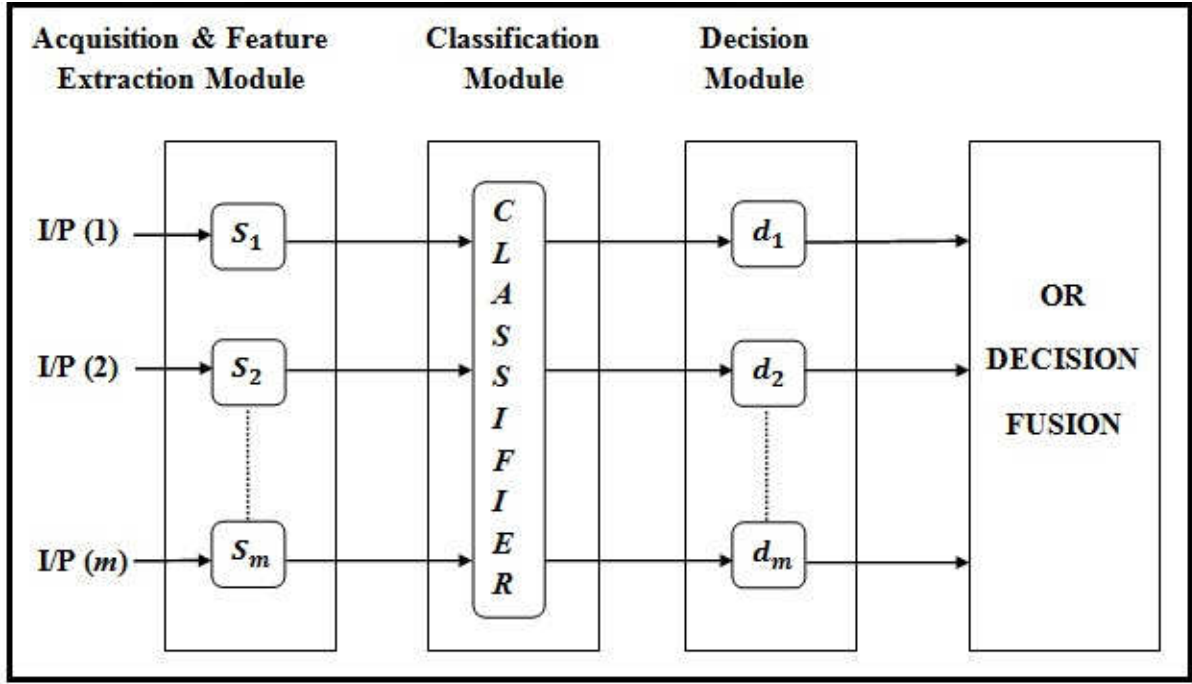 Acquisition & Feature
Extraction Module
Classification
Module
Decision
Module
I/P (1)
S₁
d₁
I/P (2)
S₂
d₂
I/P (m)
Sₘ
dₘ
C
L
A
S
S
I
F
I
E
R
OR
DECISION
FUSION